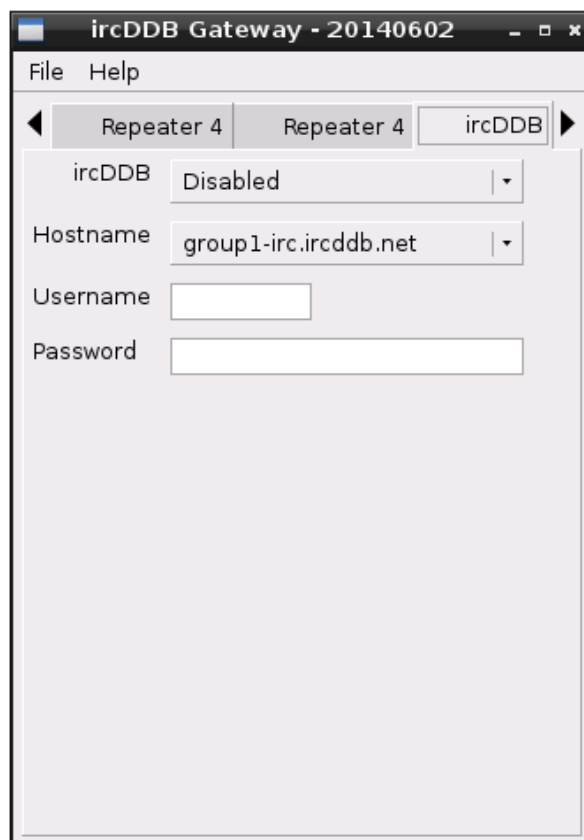 ircDDB Gateway - 20140602
File Help
Repeater 4 Repeater 4 ircDDB
ircDDB Disabled
Hostname group1-irc.ircddb.net
Username
Password